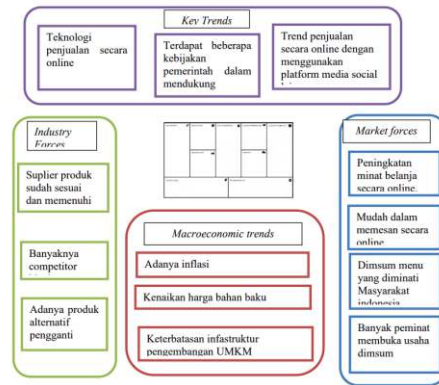 Key Trends
Teknologi
penjualan secara
online
Terdapat beberapa
kebijakan
pemerintah dalam
mendukung
Trend penjualan
secara online dengan
menggunakan
platform media social
Industry
Forces
Suplier produk
sudah sesuai
dan memenuhi
Banyaknya
competitor
Adanya produk
alternatif
pengganti
Macroeconomic trends
Adanya inflasi
Kenaikan harga bahan baku
Keterbatasan infastruktur
pengembangan UMKM
Market forces
Peningkatan
minat belanja
secara online.
Mudah dalam
memesan secara
online
Dimsum menu
yang diminati
Masyarakat
indonesia
Banyak peminat
membuka usaha
dimsum